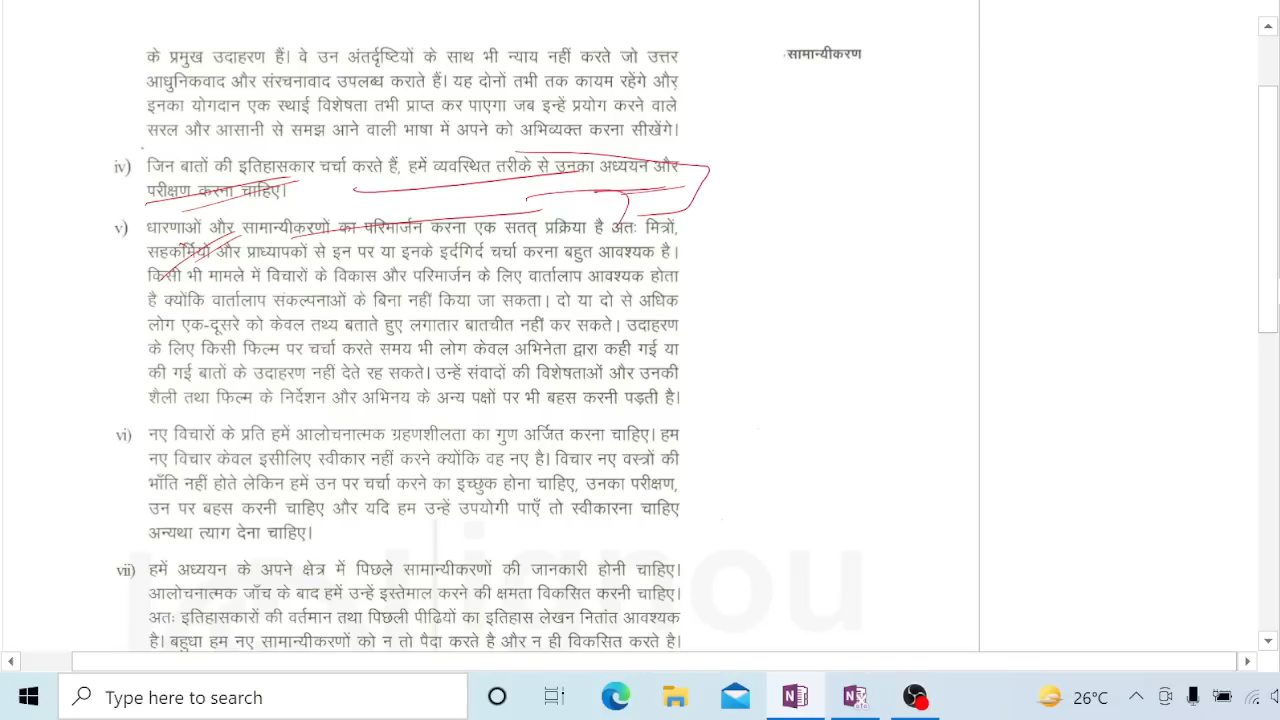 के प्रमुख उदाहरण हैं। वे उन अंतर्दृष्टियों के साथ भी न्याय नहीं करते जो उत्तर
सामान्यीकरण
आधुनिकवाद और संरचनावाद उपलब्ध कराते हैं। यह दोनों तभी तक कायम रहेंगे और
इनका योगदान एक स्थाई विशेषता तभी प्राप्त कर पाएगा जब इन्हें प्रयोग करने वाले
सरल और आसानी से समझ आने वाली भाषा में अपने को अभिव्यक्त करना सीखेंगे।
iv) जिन बातों की इतिहासकार चर्चा करते हैं, हमें व्यवस्थित तरीके से उनका अध्ययन और
परीक्षण करना चाहिए।
v) धारणाओं और सामान्यीकरणों का परिमार्जन करना एक सतत् प्रक्रिया है अतः मित्रों,
सहकर्मियो और प्राध्यापकों से इन पर या इनके इर्दगिर्द चर्चा करना बहुत आवश्यक है।
किसी भी मामले में विचारों के विकास और परिमार्जन के लिए वार्तालाप आवश्यक होता
है क्योंकि वार्तालाप संकल्पनाओं के बिना नहीं किया जा सकता। दो या दो से अधिक
लोग एक-दूसरे को केवल तथ्य बताते हुए लगातार बातचीत नहीं कर सकते। उदाहरण
के लिए किसी फिल्म पर चर्चा करते समय भी लोग केवल अभिनेता द्वारा कही गई या
की गई बातों के उदाहरण नहीं देते रह सकते। उन्हें संवादों की विशेषताओं और उनकी
शैली तथा फिल्म के निर्देशन और अभिनय के अन्य पक्षों पर भी बहस करनी पड़ती है।
vi) नए विचारों के प्रति हमें आलोचनात्मक ग्रहणशीलता का गुण अर्जित करना चाहिए। हम
नए विचार केवल इसीलिए स्वीकार नहीं करने क्योंकि वह नए है। विचार नए वस्त्रों की
भाँति नहीं होते लेकिन हमें उन पर चर्चा करने का इच्छुक होना चाहिए, उनका परीक्षण,
उन पर बहस करनी चाहिए और यदि हम उन्हें उपयोगी पाएँ तो स्वीकारना चाहिए
अन्यथा त्याग देना चाहिए।
vii) हमें अध्ययन के अपने क्षेत्र में पिछले सामान्यीकरणों की जानकारी होनी चाहिए।
आलोचनात्मक जाँच के बाद हमें उन्हें इस्तेमाल करने की क्षमता विकसित करनी चाहिए।
अतः इतिहासकारों की वर्तमान तथा पिछली पीढियों का इतिहास लेखन नितांत आवश्यक
है। बहुधा हम नए सामान्यीकरणों को न तो पैदा करते है और न ही विकसित करते है।
Type here to search
26°C